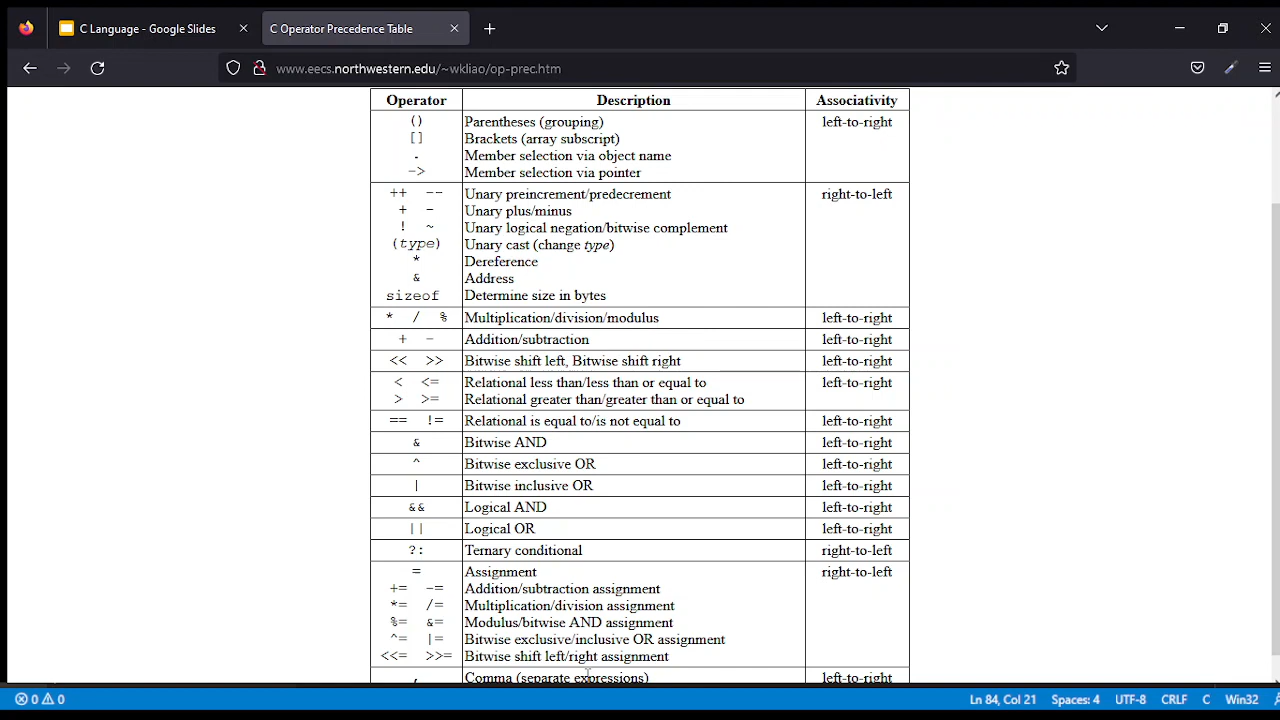 C Language - Google Slides
C Operator Precedence Table
www.eecs.northwestern.edu/~wkliao/op-prec.htm
Operator Description Associativity
() Parentheses (grouping) left-to-right
[] Brackets (array subscript)
. Member selection via object name
-> Member selection via pointer
++ -- Unary preincrement/predecrement right-to-left
+ - Unary plus/minus
! ~ Unary logical negation/bitwise complement
(type) Unary cast (change type)
* Dereference
& Address
sizeof Determine size in bytes
* / % Multiplication/division/modulus left-to-right
+ - Addition/subtraction left-to-right
<< >> Bitwise shift left, Bitwise shift right left-to-right
< <= Relational less than/less than or equal to left-to-right
> >= Relational greater than/greater than or equal to
== != Relational is equal to/is not equal to left-to-right
& Bitwise AND left-to-right
^ Bitwise exclusive OR left-to-right
| Bitwise inclusive OR left-to-right
&& Logical AND left-to-right
|| Logical OR left-to-right
?: Ternary conditional right-to-left
= Assignment right-to-left
+= -= Addition/subtraction assignment
*= /= Multiplication/division assignment
%= &= Modulus/bitwise AND assignment
^= |= Bitwise exclusive/inclusive OR assignment
<<= >>= Bitwise shift left/right assignment
, Comma (separate expressions) left-to-right
0 0 Ln 84, Col 21 Spaces: 4 UTF-8 CRLF C Win32